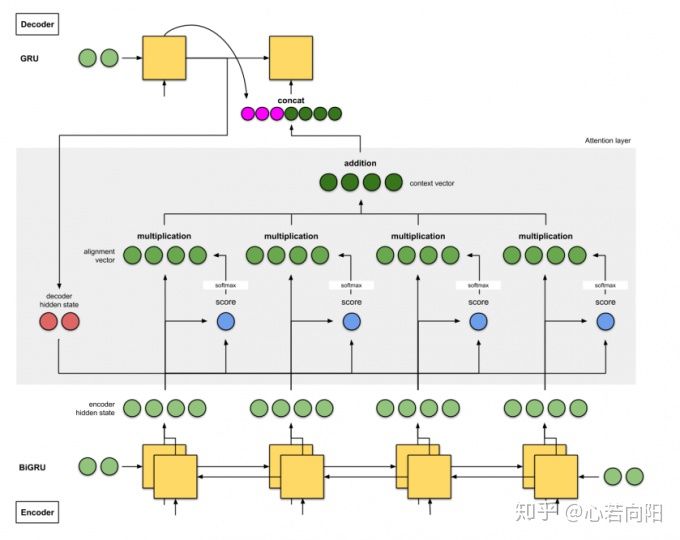 Decoder
GRU
concat
Attention layer
addition
context vector
multiplication
multiplication
multiplication
multiplication
alignment
vector
softmax
softmax
softmax
softmax
decoder
hidden state
score
score
score
score
encoder
hidden state
BiGRU
Encoder
知乎 @心若向阳